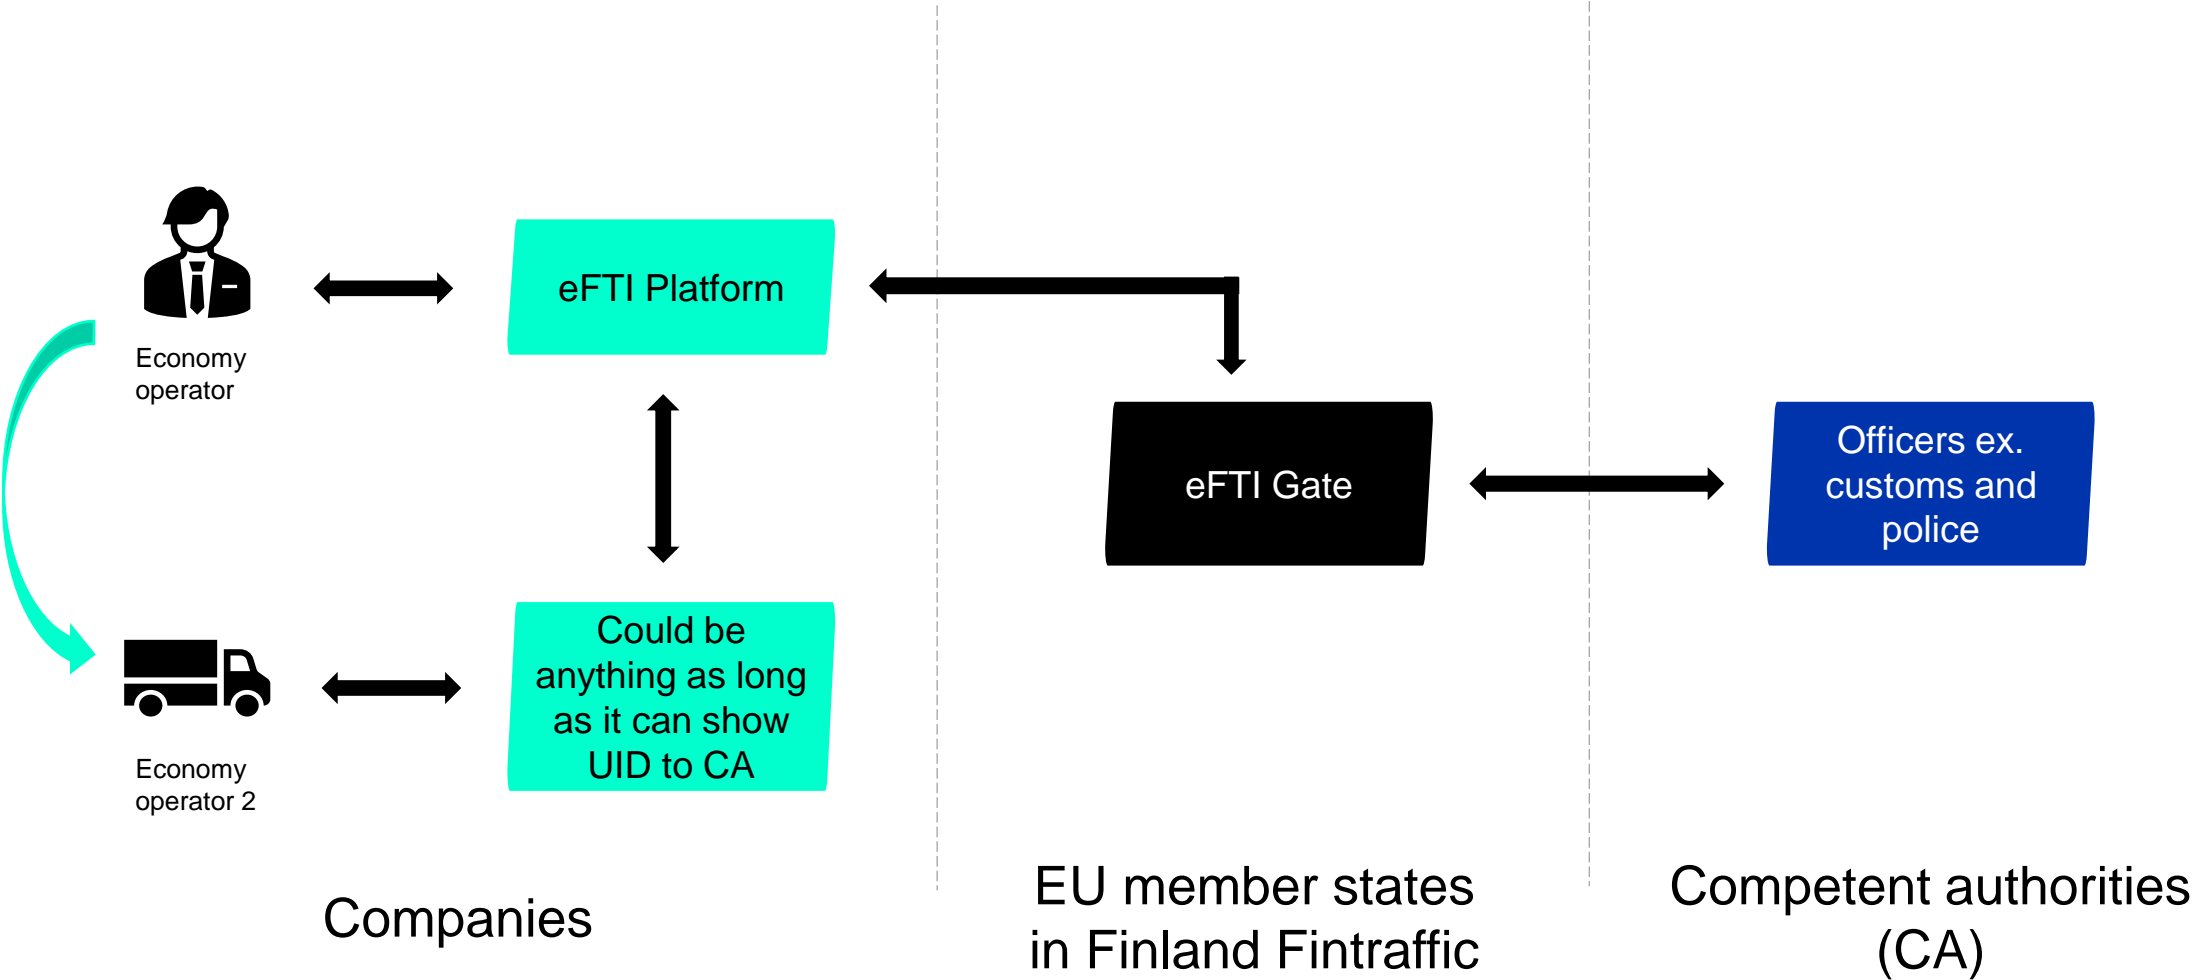 eFTI Platform
Economy
operator
Officers ex.
customs and
police
eFTI Gate
Could be
anything as long
as it can show
UID to CA
Economy
operator 2
Companies
EU member states
in Finland Fintraffic
Competent authorities
(CA)